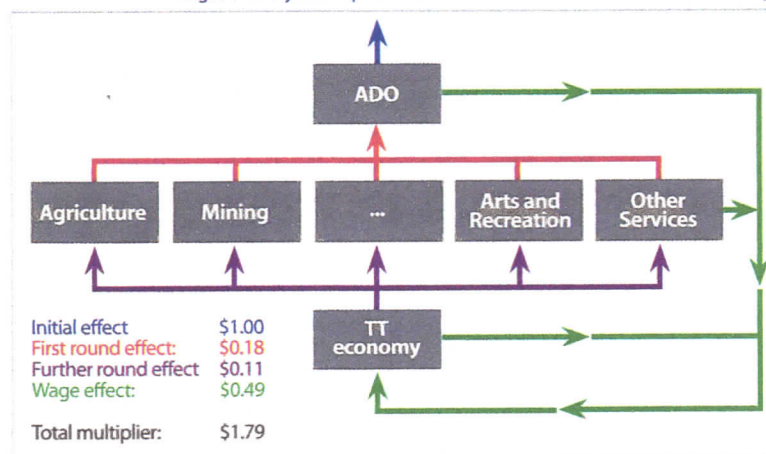 ADO
Agriculture
Mining
...
Arts and
Recreation
Other
Services
TT
economy
Initial effect $1.00
First round effect: $0.18
Further round effect $0.11
Wage effect: $0.49
Total multiplier: $1.79